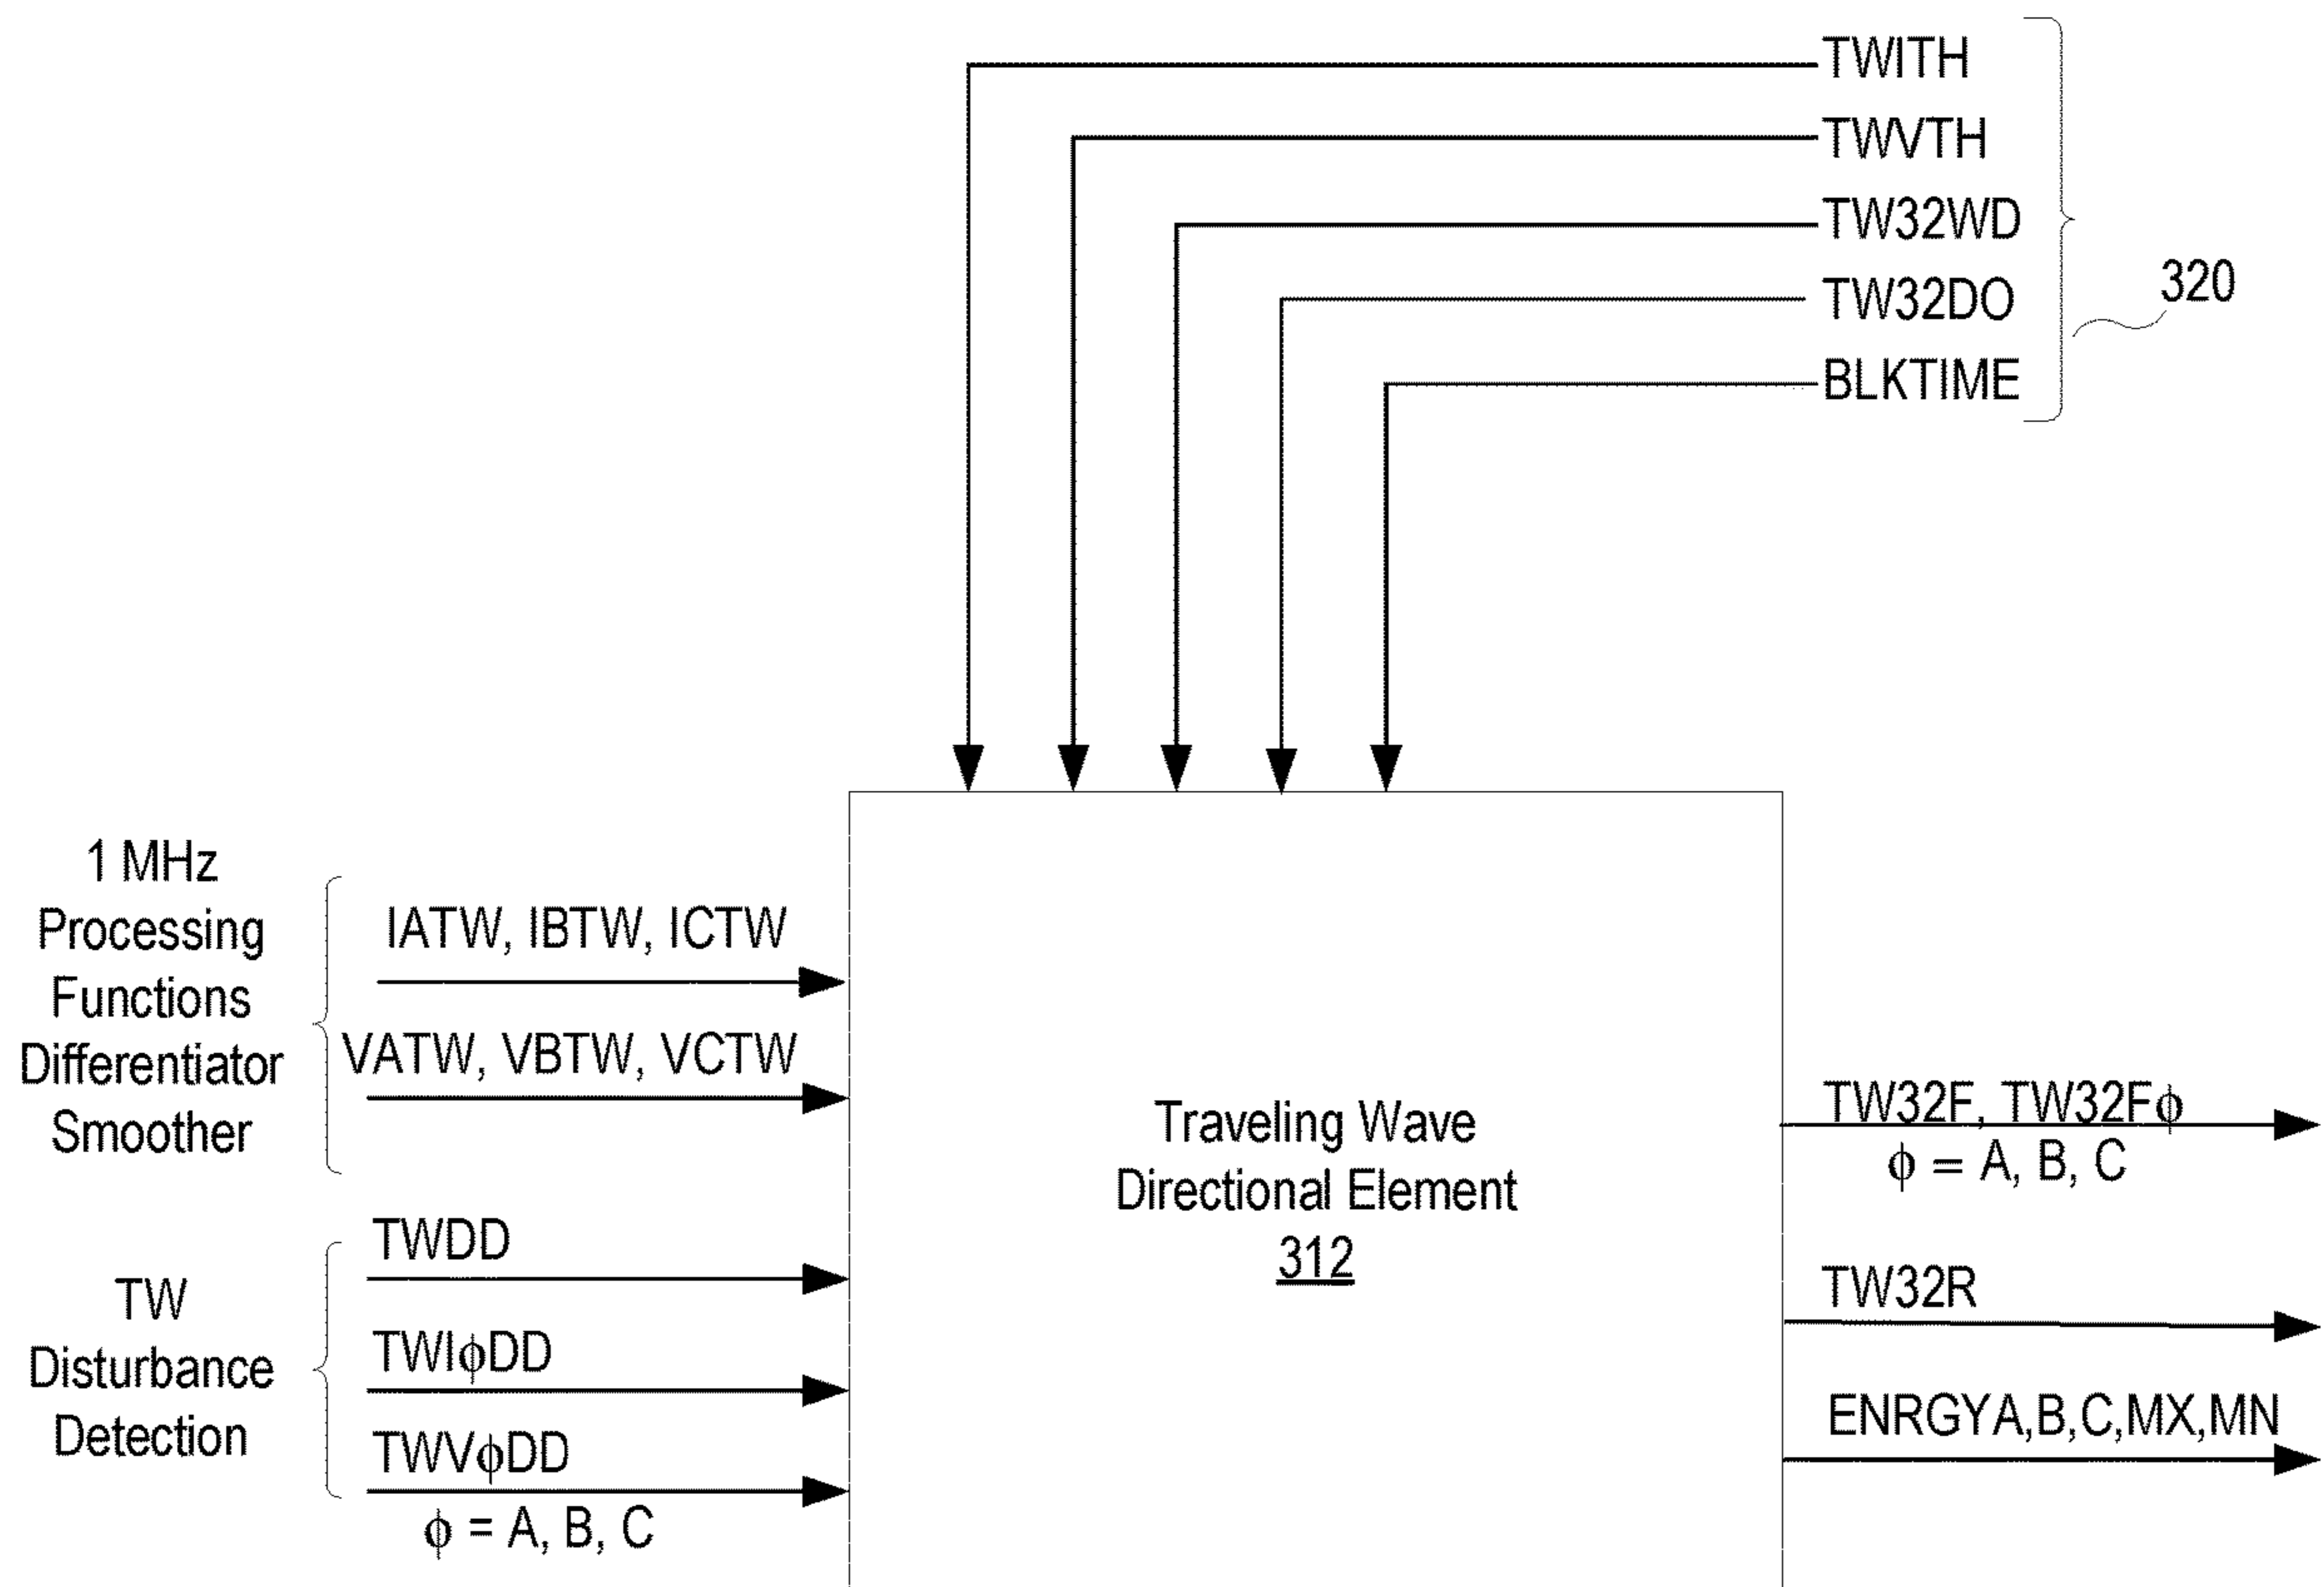 TWITH
TWVTH
TW32WD
TW32DO
BLKTIME
320
1 MHz
Processing
Functions
Differentiator
Smoother
IATW, IBTW, ICTW
VATW, VBTW, VCTW
TW
Disturbance
Detection
TWDD
TWIϕDD
TWVϕDD
ϕ = A, B, C
Traveling Wave
Directional Element
312
TW32F, TW32Fϕ
ϕ = A, B, C
TW32R
ENRGYA,B,C,MX,MN